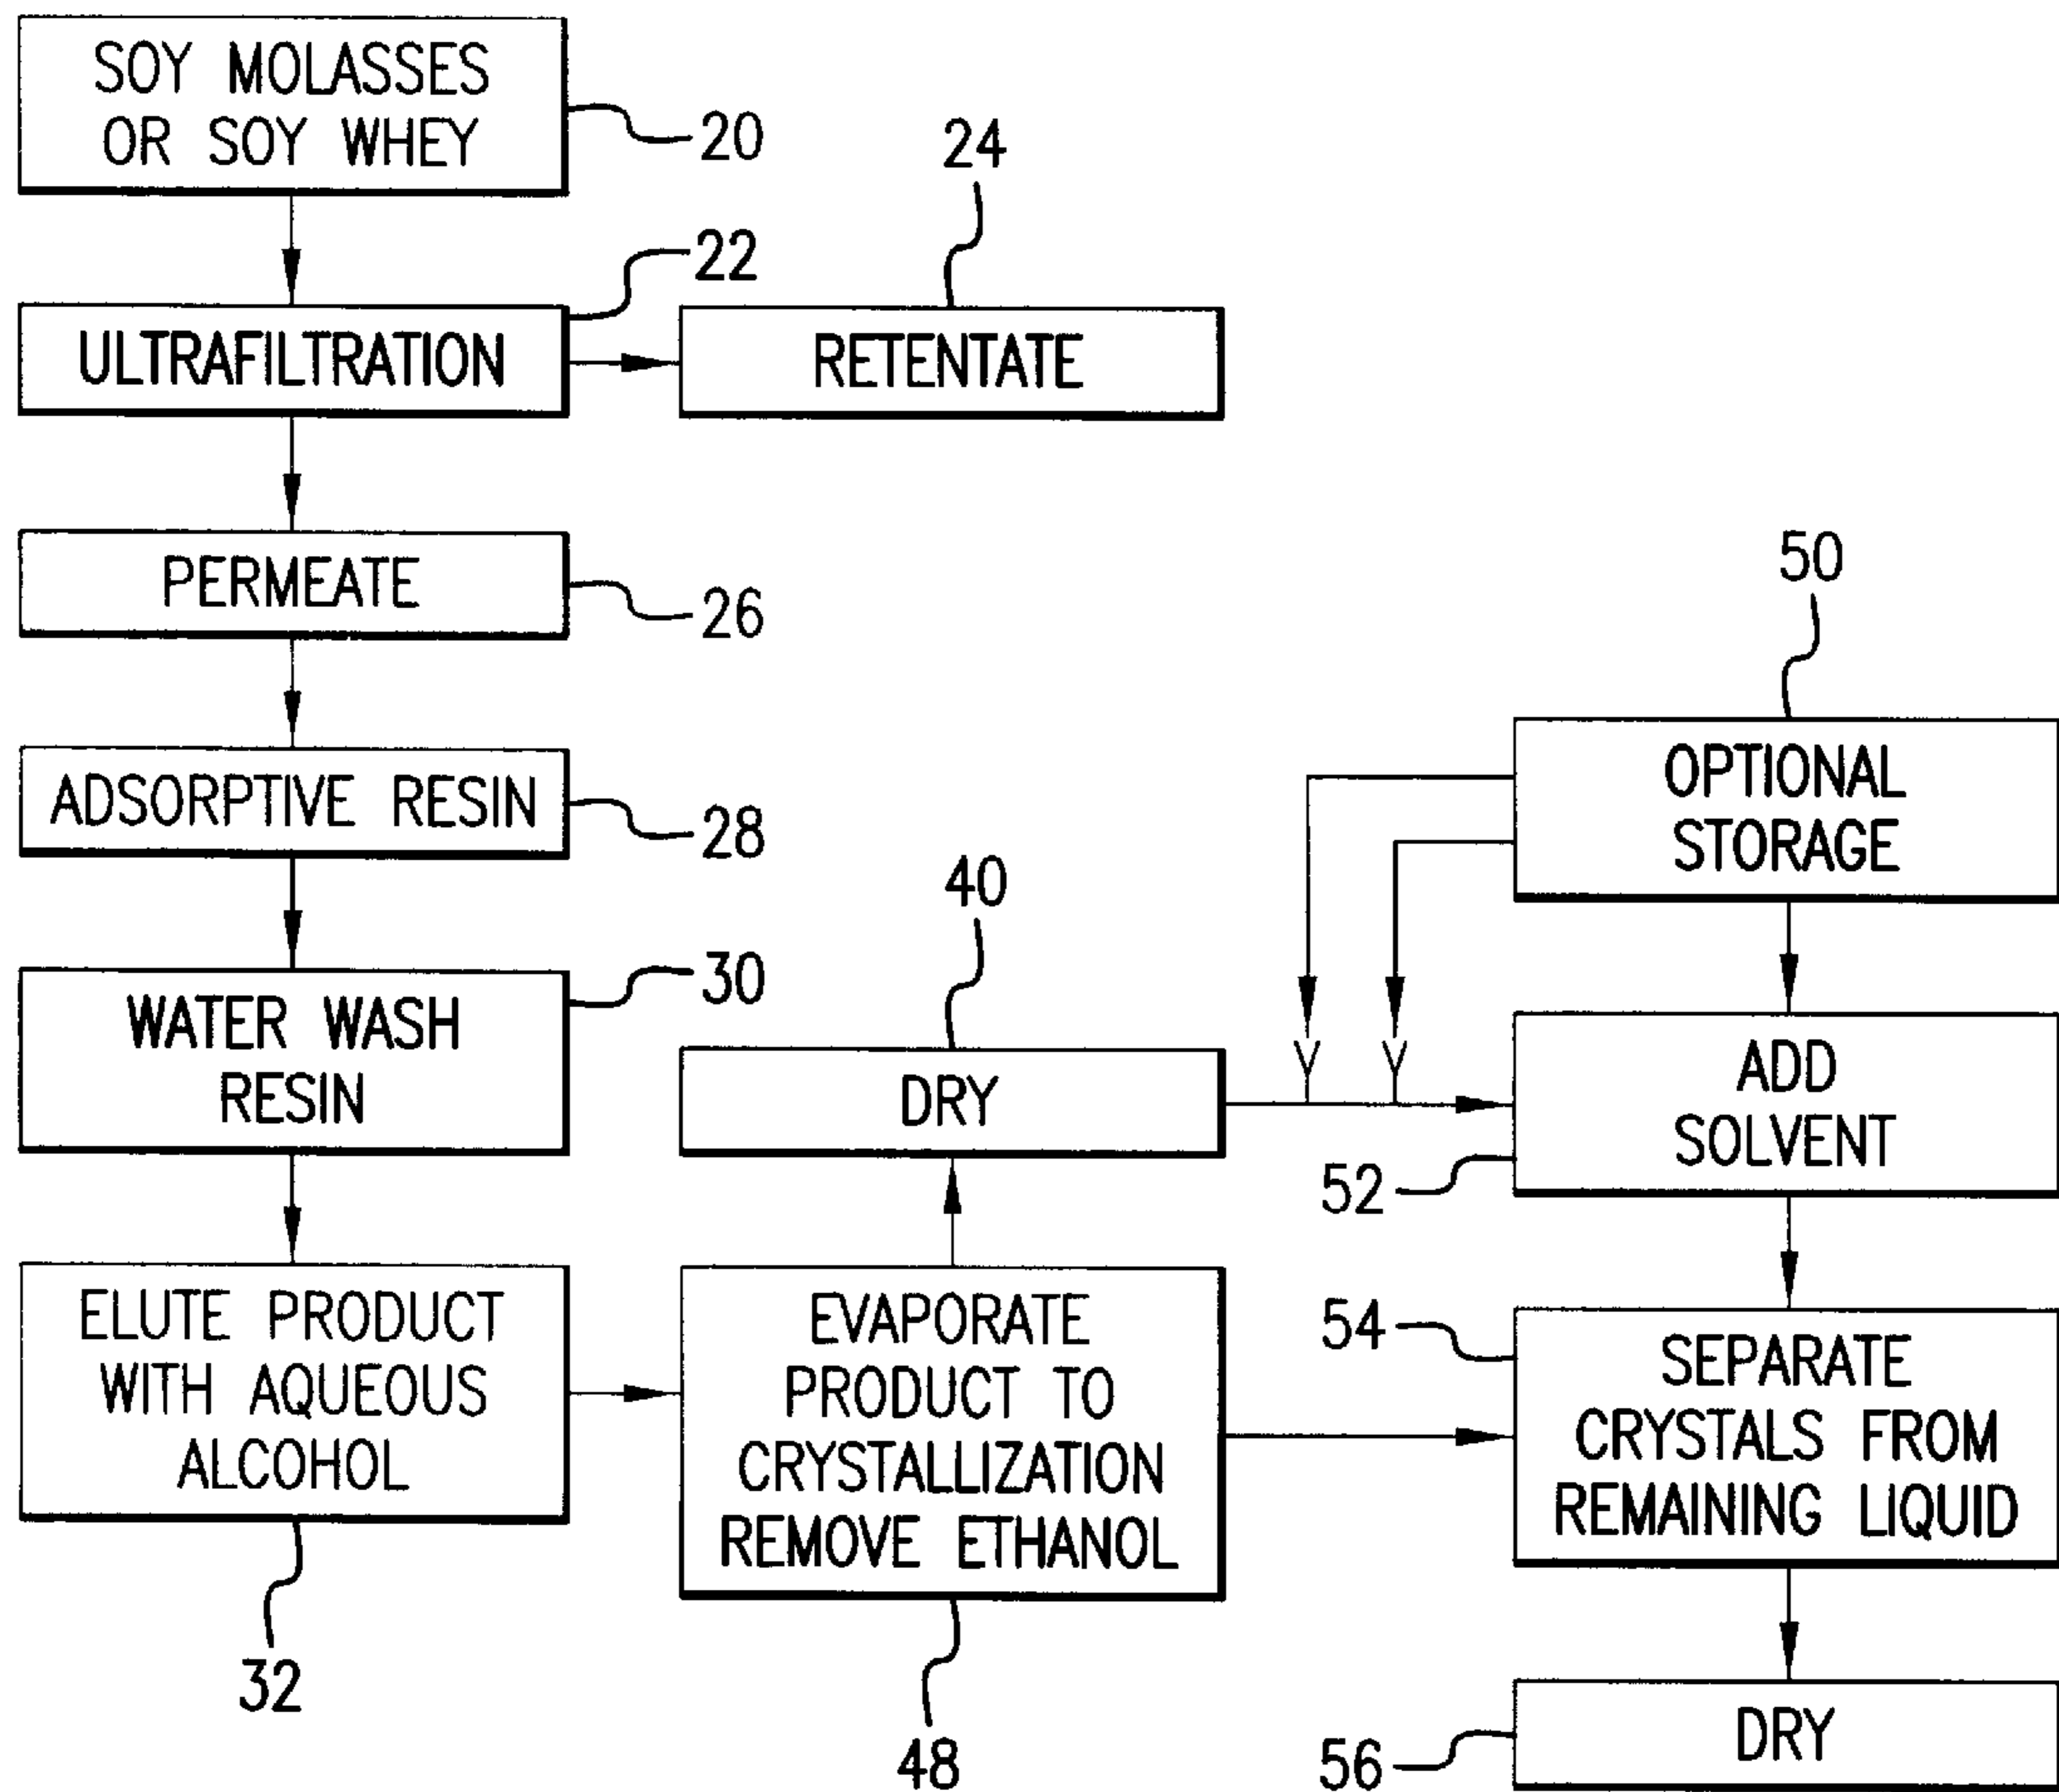 SOY MOLASSES
OR SOY WHEY
20
24
22
ULTRAFILTRATION
RETENTATE
PERMEATE
26
50
ADSORPTIVE RESIN
28
OPTIONAL
STORAGE
40
WATER WASH
RESIN
30
DRY
V V
ADD
SOLVENT
52
ELUTE PRODUCT
WITH AQUEOUS
ALCOHOL
32
EVAPORATE
PRODUCT TO
CRYSTALLIZATION
REMOVE ETHANOL
48
54
SEPARATE
CRYSTALS FROM
REMAINING LIQUID
DRY
56